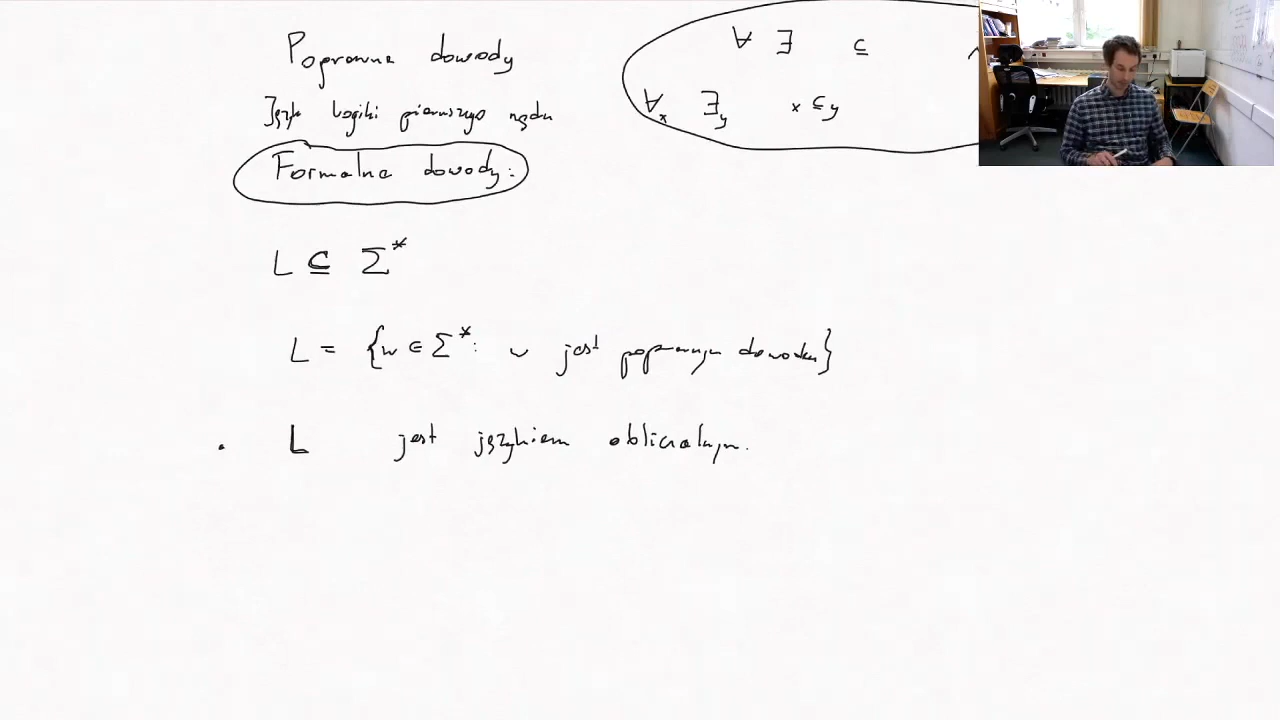 Poprawne dowody
Język logiki pierwszego rzędu
Formalne dowody:
∀ ∃ ⊆
∀x ∃y x ⊆ y
L ⊆ Σ*
L = {w ∈ Σ*: w jest poprawnym dowodem}
• L jest językiem obliczalnym.